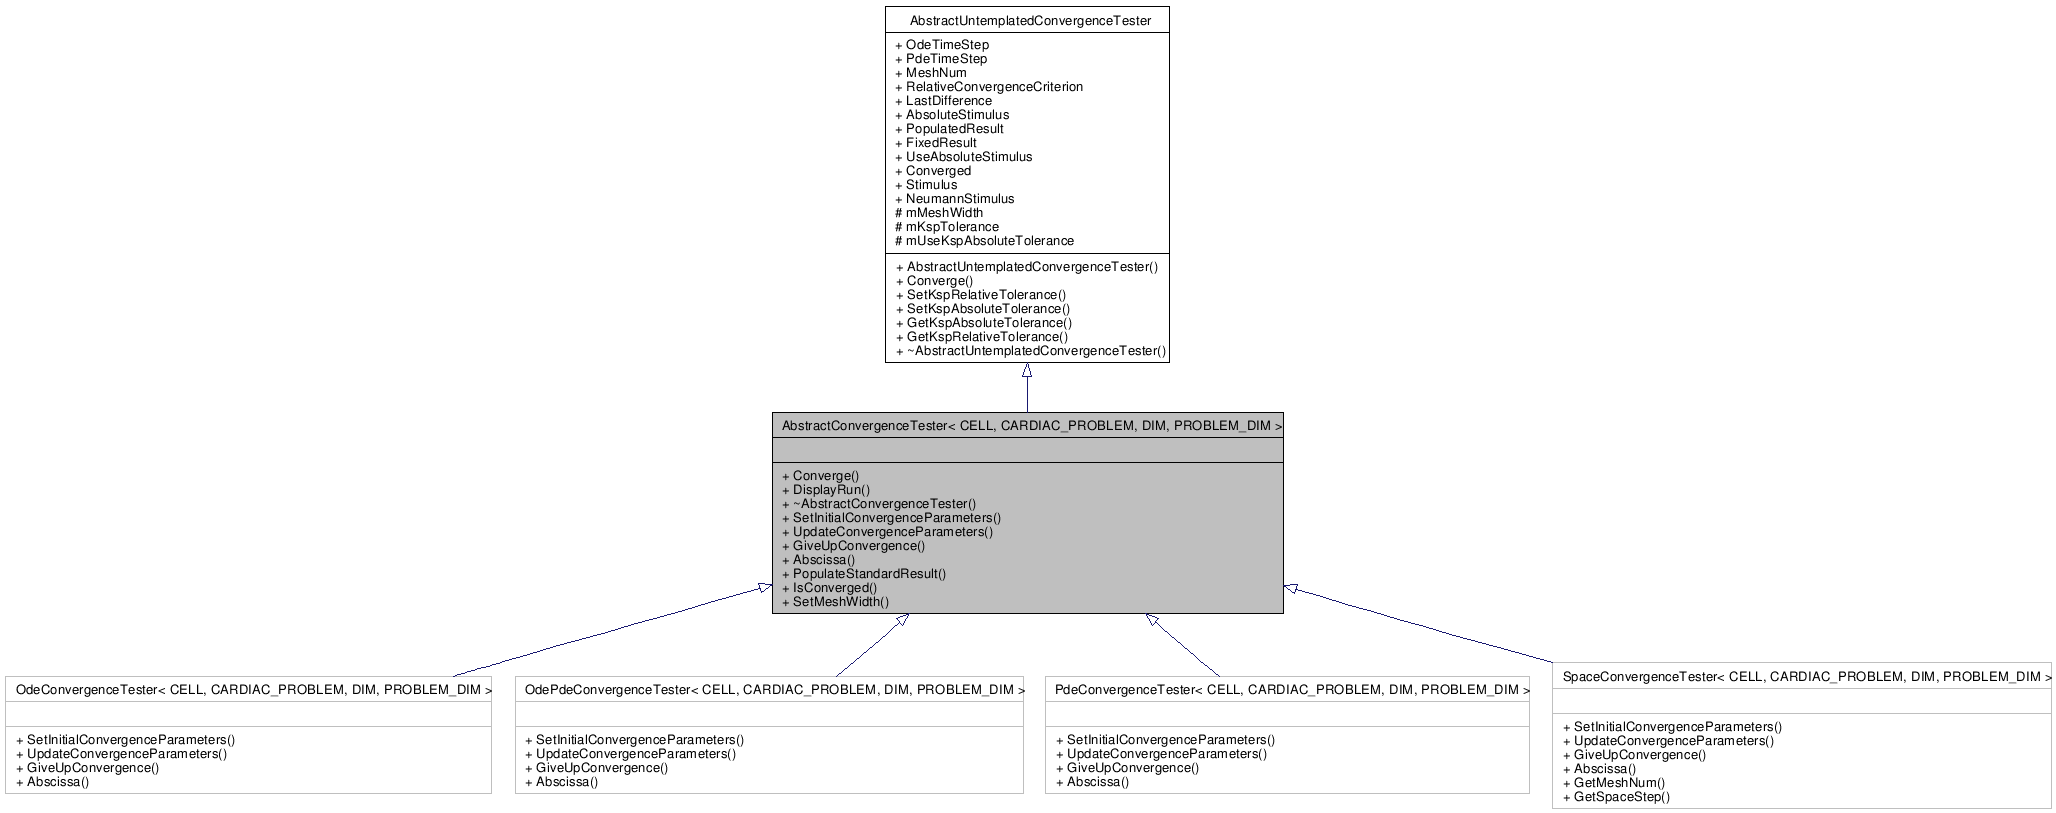 AbstractUntemplatedConvergenceTester
+ OdeTimeStep
+ PdeTimeStep
+ MeshNum
+ RelativeConvergenceCriterion
+ LastDifference
+ AbsoluteStimulus
+ PopulatedResult
+ FixedResult
+ UseAbsoluteStimulus
+ Converged
+ Stimulus
+ NeumannStimulus
# mMeshWidth
# mKspTolerance
# mUseKspAbsoluteTolerance
+ AbstractUntemplatedConvergenceTester()
+ Converge()
+ SetKspRelativeTolerance()
+ SetKspAbsoluteTolerance()
+ GetKspAbsoluteTolerance()
+ GetKspRelativeTolerance()
+ ~AbstractUntemplatedConvergenceTester()
AbstractConvergenceTester< CELL, CARDIAC_PROBLEM, DIM, PROBLEM_DIM >
+ Converge()
+ DisplayRun()
+ ~AbstractConvergenceTester()
+ SetInitialConvergenceParameters()
+ UpdateConvergenceParameters()
+ GiveUpConvergence()
+ Abscissa()
+ PopulateStandardResult()
+ IsConverged()
+ SetMeshWidth()
OdeConvergenceTester< CELL, CARDIAC_PROBLEM, DIM, PROBLEM_DIM >
+ SetInitialConvergenceParameters()
+ UpdateConvergenceParameters()
+ GiveUpConvergence()
+ Abscissa()
OdePdeConvergenceTester< CELL, CARDIAC_PROBLEM, DIM, PROBLEM_DIM >
+ SetInitialConvergenceParameters()
+ UpdateConvergenceParameters()
+ GiveUpConvergence()
+ Abscissa()
PdeConvergenceTester< CELL, CARDIAC_PROBLEM, DIM, PROBLEM_DIM >
+ SetInitialConvergenceParameters()
+ UpdateConvergenceParameters()
+ GiveUpConvergence()
+ Abscissa()
SpaceConvergenceTester< CELL, CARDIAC_PROBLEM, DIM, PROBLEM_DIM >
+ SetInitialConvergenceParameters()
+ UpdateConvergenceParameters()
+ GiveUpConvergence()
+ Abscissa()
+ GetMeshNum()
+ GetSpaceStep()